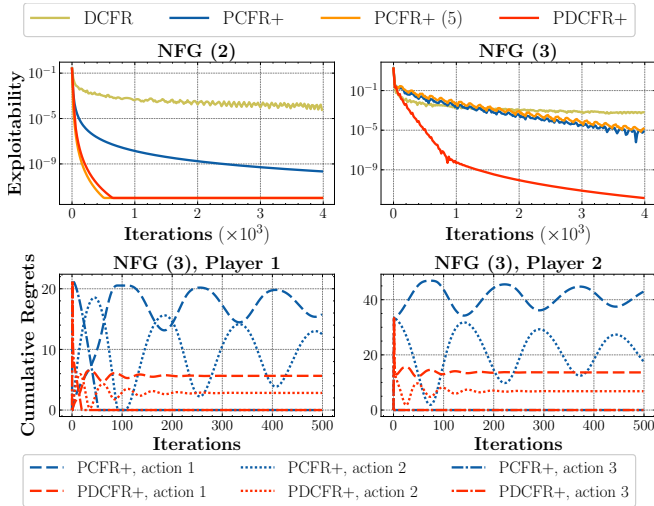 DCFR PCFR+ PCFR+ (5) PDCFR+
NFG (2) NFG (3)
Exploitability
10⁻¹ 10⁻⁵ 10⁻⁹
10⁻¹ 10⁻⁵ 10⁻⁹
0 1 2 3 4
0 1 2 3 4
Iterations (×10³) Iterations (×10³)
NFG (3), Player 1 NFG (3), Player 2
Cumulative Regrets
20 10 0
40 20 0
0 100 200 300 400 500
0 100 200 300 400 500
Iterations Iterations
PCFR+, action 1 PCFR+, action 2 PCFR+, action 3
PDCFR+, action 1 PDCFR+, action 2 PDCFR+, action 3